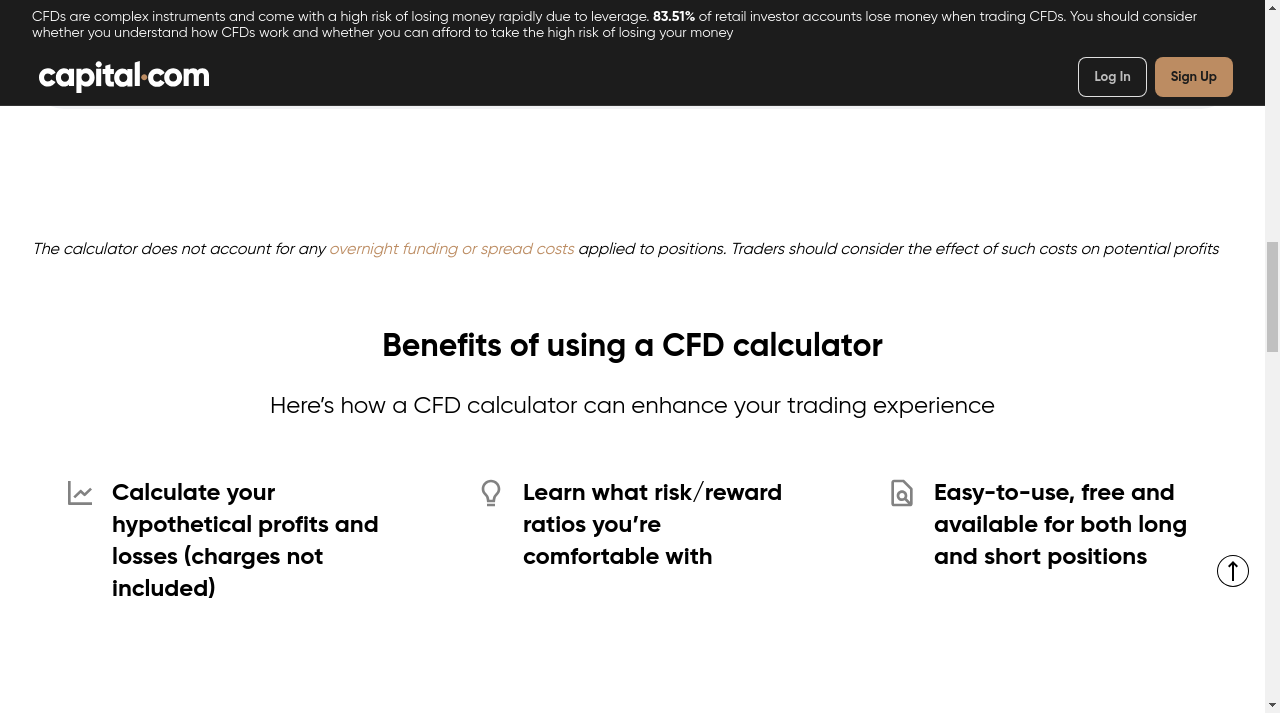 CFDs are complex instruments and come with a high risk of losing money rapidly due to leverage. 83.51% of retail investor accounts lose money when trading CFDs. You should consider
whether you understand how CFDs work and whether you can afford to take the high risk of losing your money
capital.com
Log In
Sign Up
The calculator does not account for any overnight funding or spread costs applied to positions. Traders should consider the effect of such costs on potential profits
Benefits of using a CFD calculator
Here’s how a CFD calculator can enhance your trading experience
Calculate your
hypothetical profits and
losses (charges not
included)
Learn what risk/reward
ratios you’re
comfortable with
Easy-to-use, free and
available for both long
and short positions